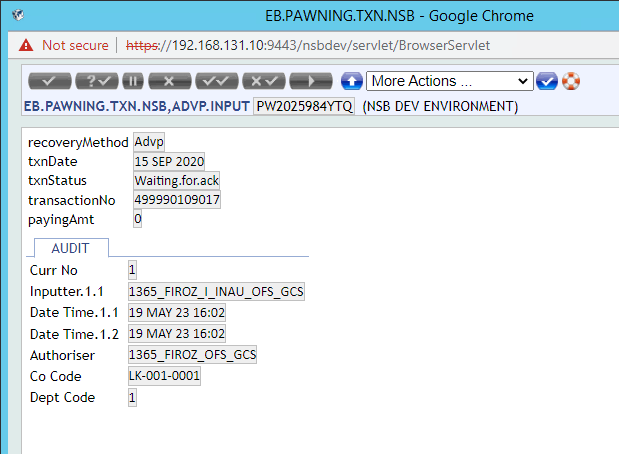 EB.PAWNING.TXN.NSB - Google Chrome
Not secure https://192.168.131.10:9443/nsbdev/servlet/BrowserServlet
More Actions ...
EB.PAWNING.TXN.NSB,ADVP.INPUT PW2025984YTQ (NSB DEV ENVIRONMENT)
recoveryMethod Advp
txnDate 15 SEP 2020
txnStatus Waiting.for.ack
transactionNo 499990109017
payingAmt 0
AUDIT
Curr No 1
Inputter.1.1 1365_FIROZ_I_INAU_OFS_GCS
Date Time.1.1 19 MAY 23 16:02
Date Time.1.2 19 MAY 23 16:02
Authoriser 1365_FIROZ_OFS_GCS
Co Code LK-001-0001
Dept Code 1